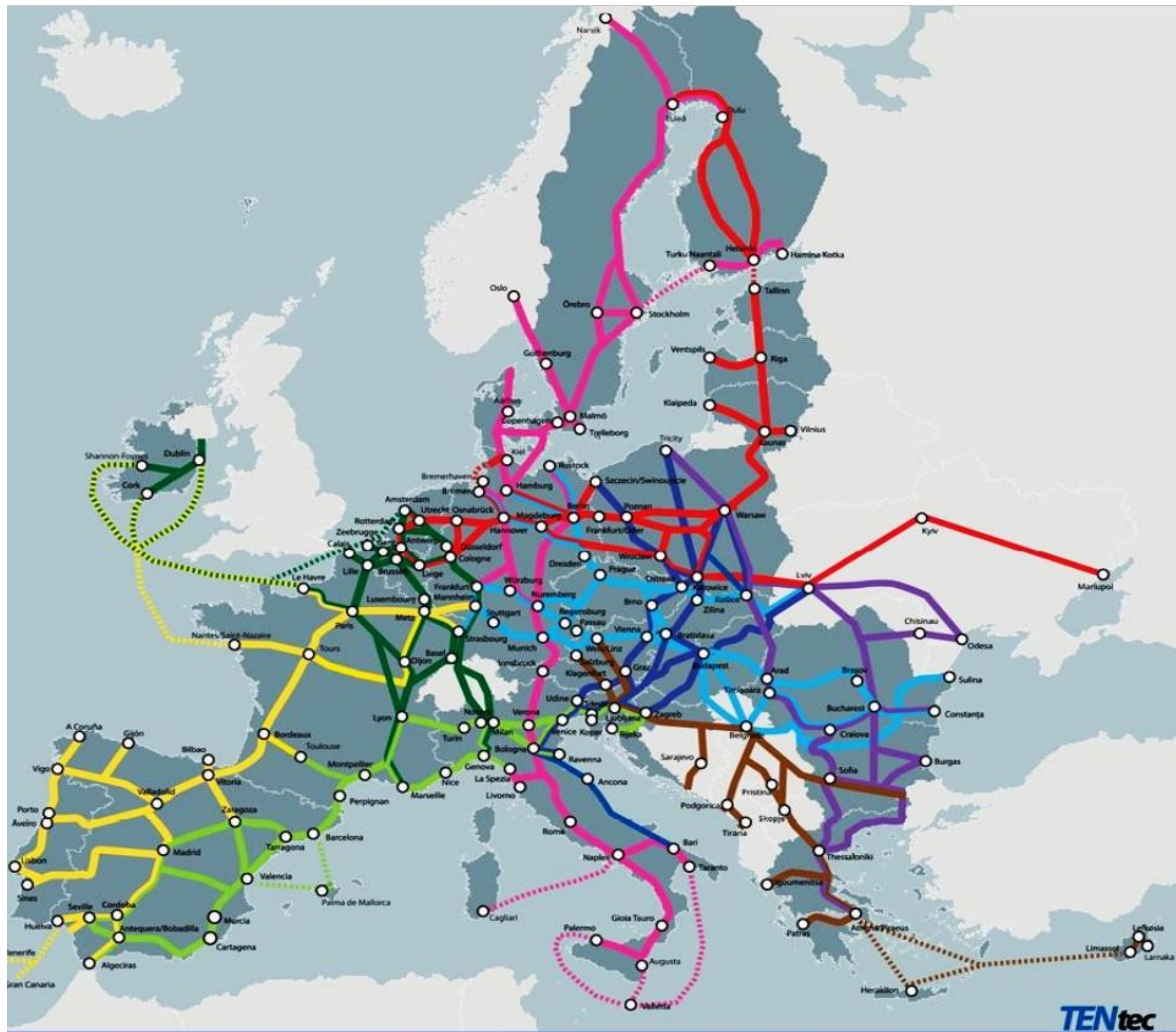 Narvik
Luleå
Oulu
Turku Naantali
Helsinki
Hamina Kotka
Tallinn
Oslo
Örebro
Stockholm
Ventspils
Riga
Gothenburg
Klaipeda
Aarhus
Copenhagen
Malmö
Trelleborg
Kaunas
Vilnius
Tricity
Shannon-Foynes
Dublin
Cork
Kiel
Rostock
Bremerhaven
Bremen
Hamburg
Szczecin/Swinoujscie
Amsterdam
Utrecht
Osnabrück
Magdeburg
Berlin
Poznan
Warsaw
Rotterdam
Hannover
Frankfurt/Oder
Kyiv
Zeebrugge
Calais
Gent
Antwerp
Düsseldorf
Cologne
Lille
Brussels
Liege
Dresden
Wroclaw
Mariupol
Le Havre
Prague
Ostrava
Katowice
Lviv
Frankfurt
Würzburg
Luxembourg
Mannheim
Nuremberg
Brno
Zilina
Košice
Paris
Metz
Stuttgart
Regensburg
Passau
Strasbourg
Vienna
Bratislava
Chisinau
Odesa
Nantes/Saint-Nazaire
Tours
Munich
Wels/Linz
Salzburg
Dijon
Basel
Innsbruck
Klagenfurt
Graz
Budapest
Arad
Timişoara
Braşov
Sulina
Udine
Lyon
Milan
Verona
Venice
Koper
Ljubljana
Zagreb
Rijeka
Bucharest
Constanţa
Turin
Belgrade
Craiova
A Coruña
Gijón
Bilbao
Bordeaux
Toulouse
Bologna
Genova
Ravenna
Vigo
Vitoria
Montpellier
Nice
La Spezia
Ancona
Sarajevo
Sofia
Burgas
Valladolid
Marseille
Livorno
Perpignan
Pristina
Porto
Aveiro
Zaragoza
Podgorica
Skopje
Tarragona
Barcelona
Rome
Tirana
Lisbon
Madrid
Naples
Bari
Thessaloniki
Sines
Valencia
Palma de Mallorca
Taranto
Igoumenitsa
Seville
Cordoba
Cagliari
Huelva
Antequera/Bobadilla
Murcia
Cartagena
Gioia Tauro
Patras
Palermo
Lefkosia
Limassol
Larnaka
Tenerife
Algeciras
Augusta
Gran Canaria
Heraklion
Valletta
TENtec